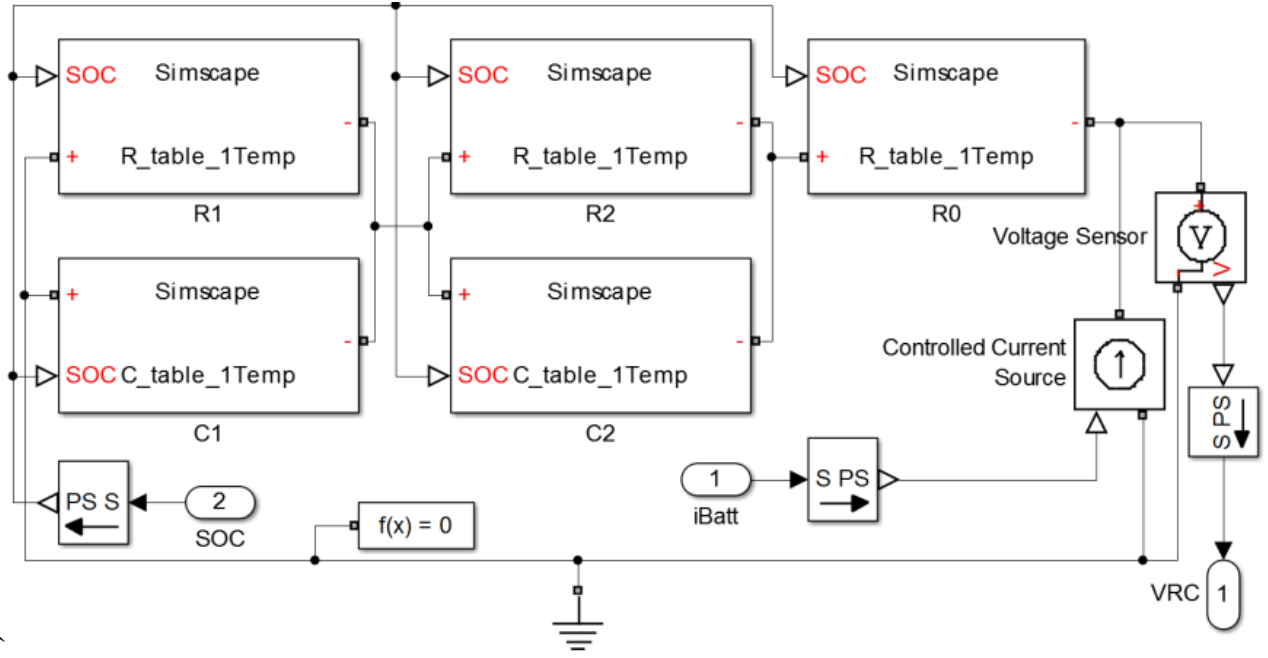 SOC Simscape
-
+ R_table_1Temp
R1
SOC Simscape
-
+ R_table_1Temp
R2
SOC Simscape
-
+ R_table_1Temp
R0
+ Simscape
-
SOC C_table_1Temp
C1
+ Simscape
-
SOC C_table_1Temp
C2
Voltage Sensor
+
V
-
V
Controlled Current
Source
↑
S PS
PS S
2
SOC
f(x) = 0
1
iBatt
S PS
VRC
1